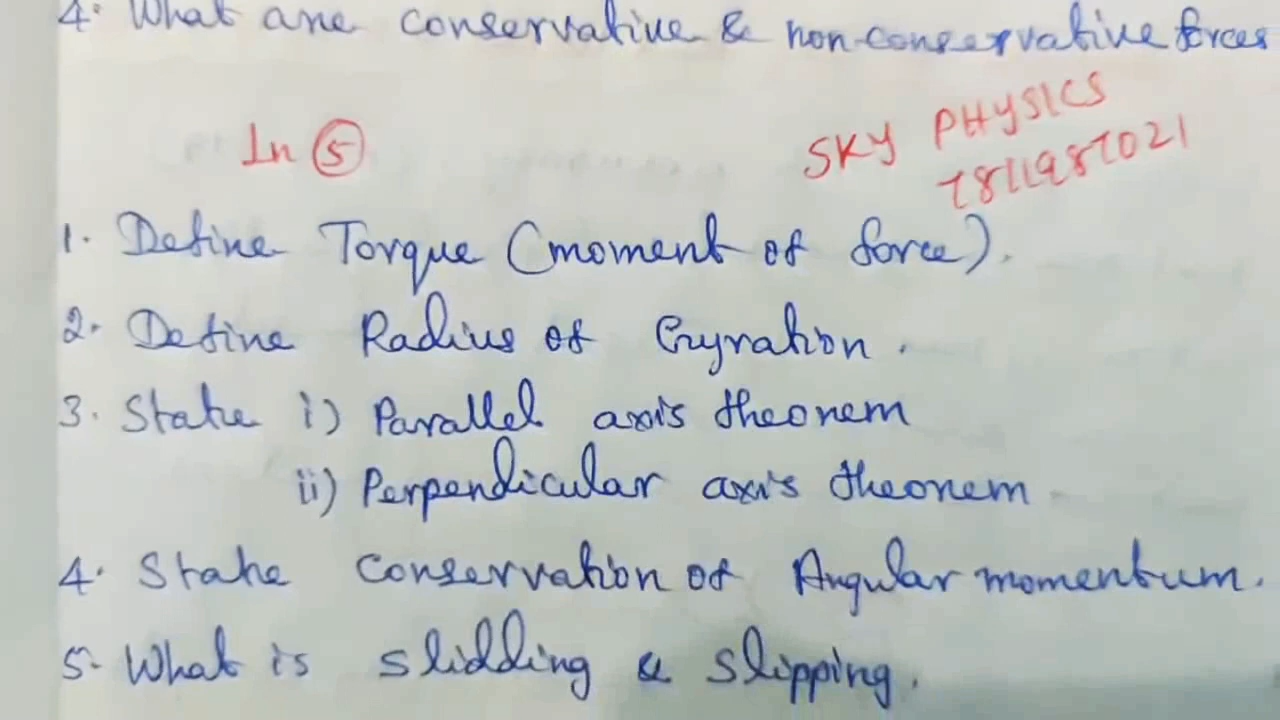 4. What are conservative & non-conservative forces
Ln 5
SKY PHYSICS
7811987021
1. Define Torque (moment of force).
2. Define Radius of Gyration.
3. State i) Parallel axis theorem
ii) Perpendicular axis theorem
4. State conservation of Angular momentum.
5. What is slidding & slipping.